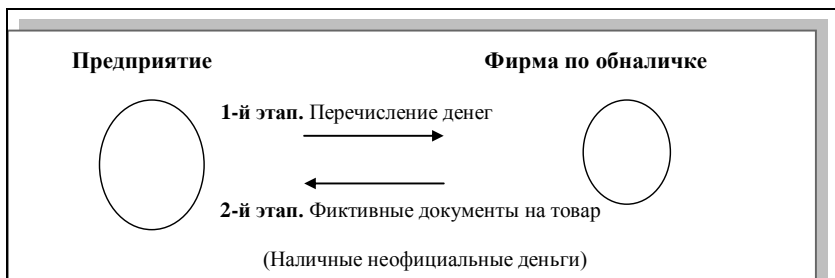 Предприятие Фирма по обналичке
1-й этап. Перечисление денег
2-й этап. Фиктивные документы на товар
(Наличные неофициальные деньги)